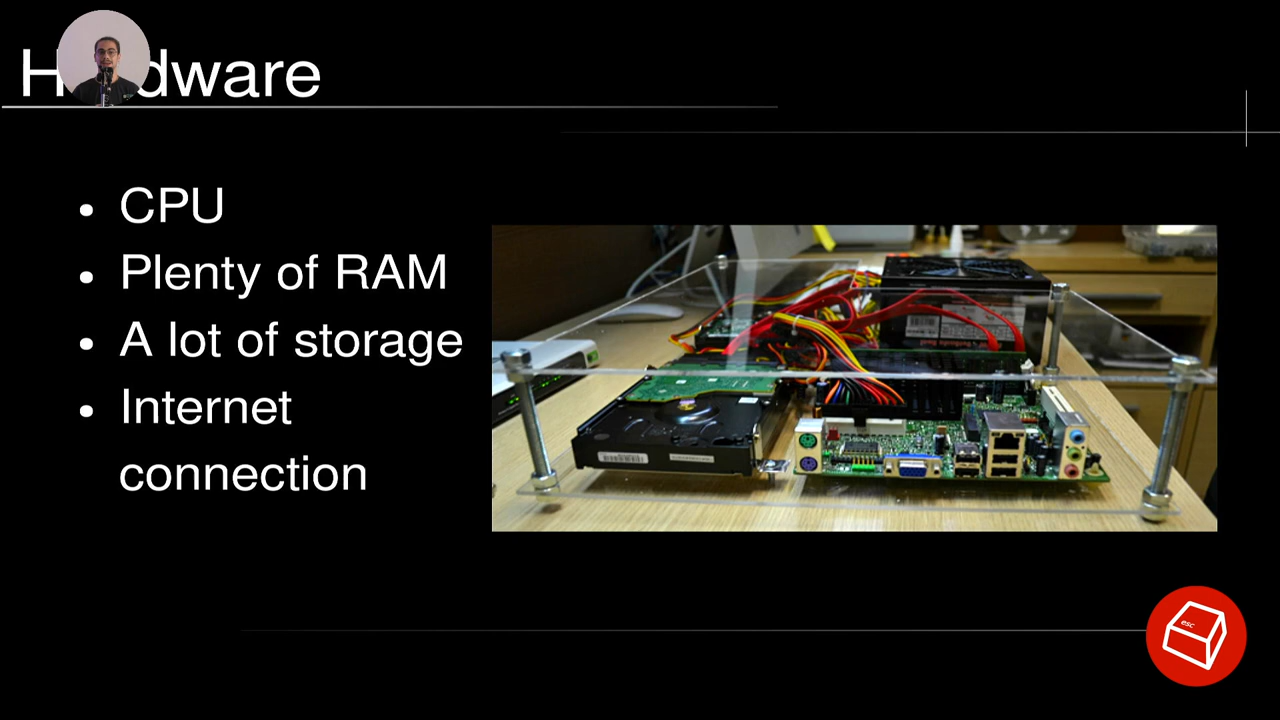 H dware
CPU
Plenty of RAM
A lot of storage
Internet
connection
esc